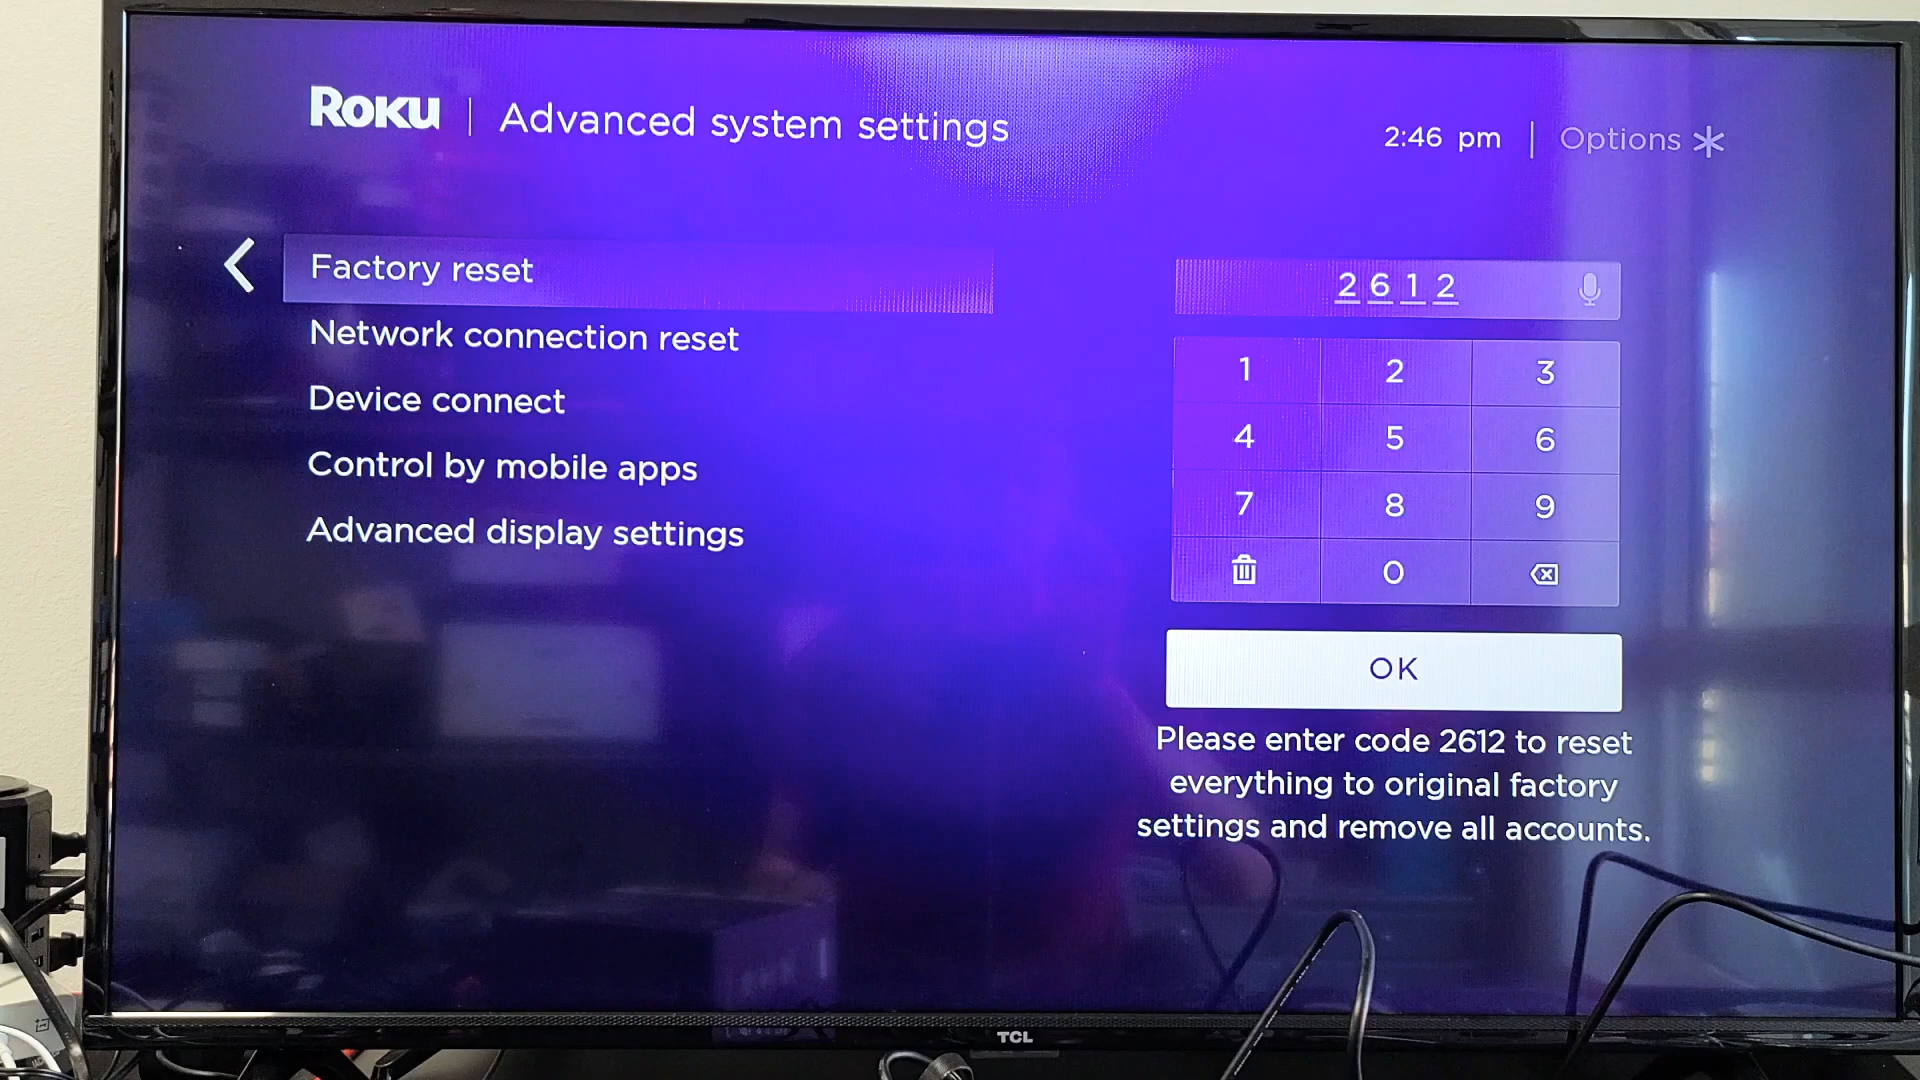 Roku | Advanced system settings
2:46 pm | Options
Factory reset
Network connection reset
Device connect
Control by mobile apps
Advanced display settings
2 6 1 2
1 2 3
4 5 6
7 8 9
0
OK
Please enter code 2612 to reset
everything to original factory
settings and remove all accounts.
TCL